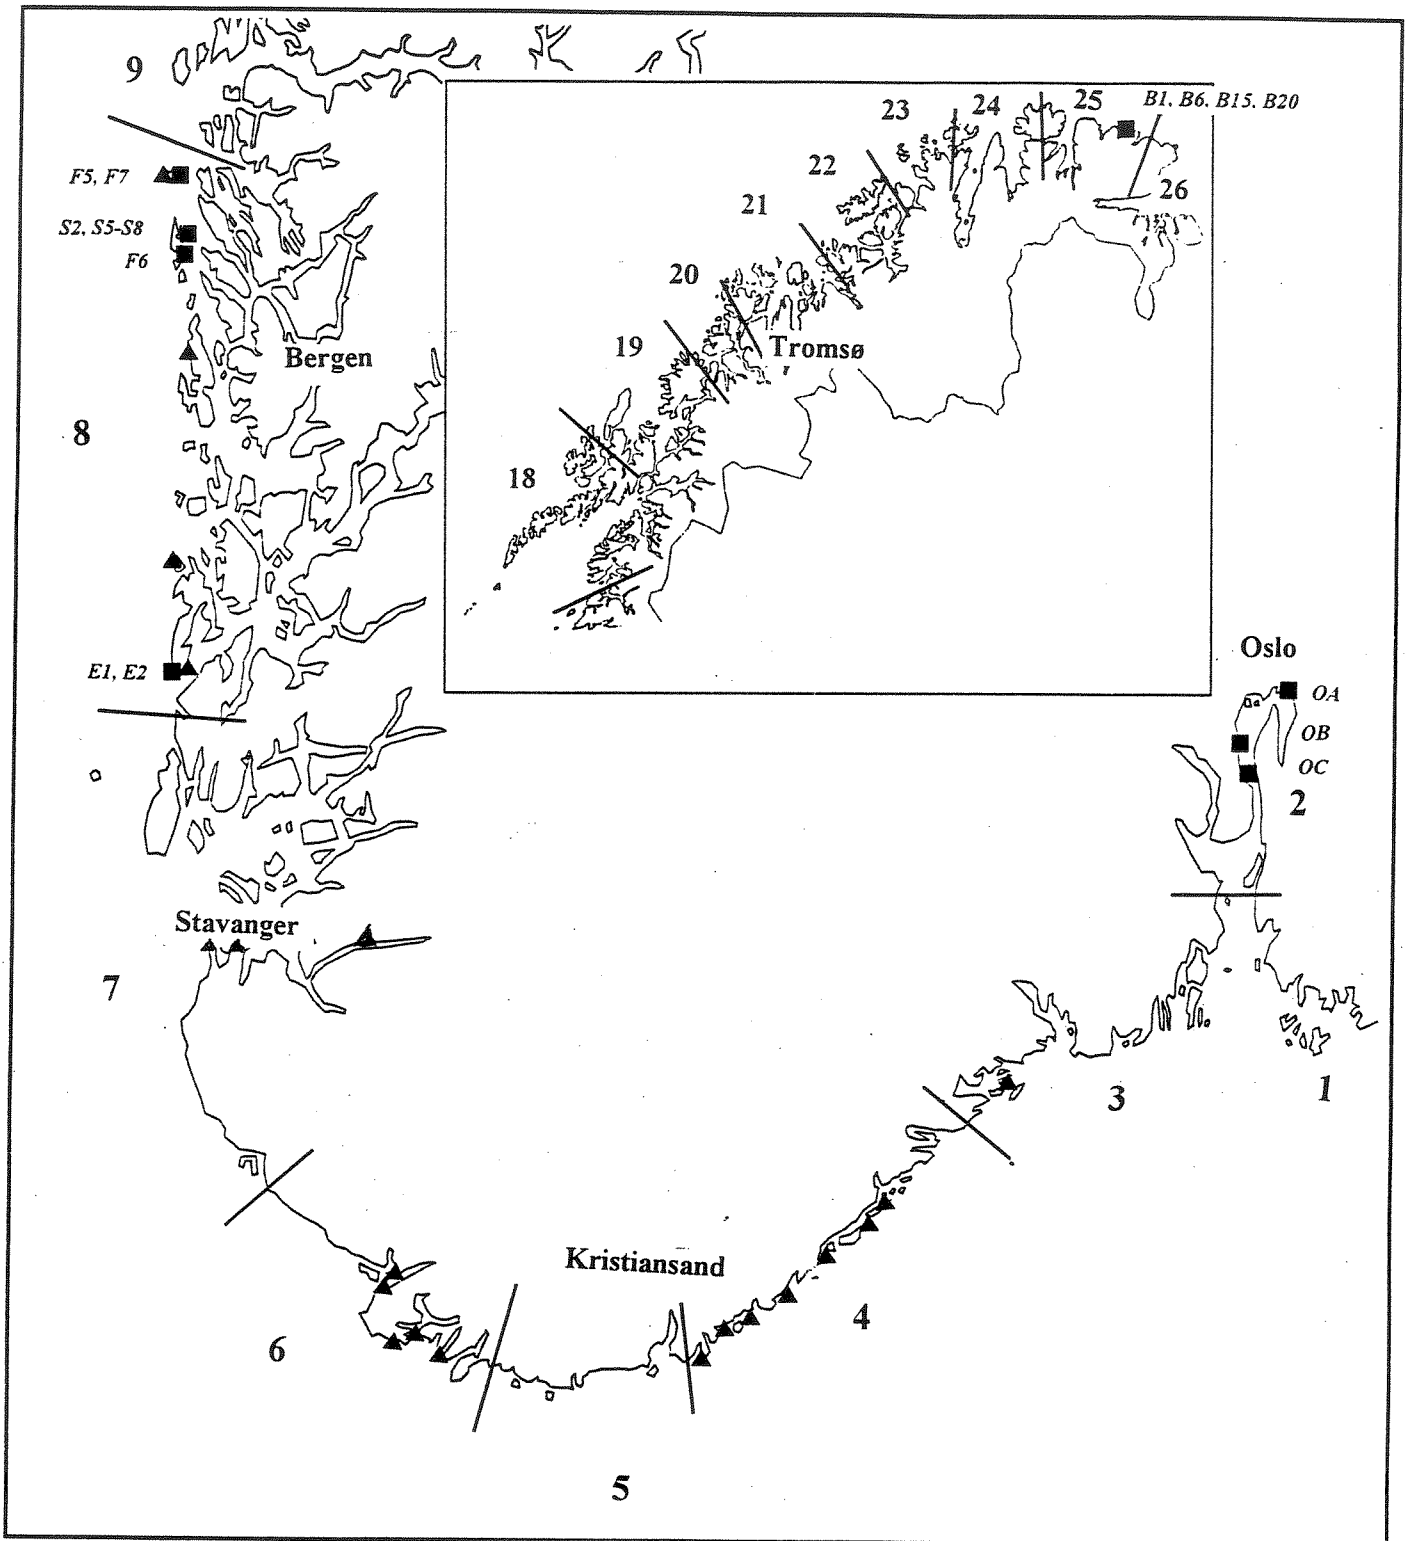 9
23
24
25
B1, B6, B15, B20
22
F5, F7
26
21
S2, S5-S8
F6
20
Tromsø
19
Bergen
8
18
Oslo
E1, E2
OA
OB
OC
2
Stavanger
7
3
1
Kristiansand
4
6
5